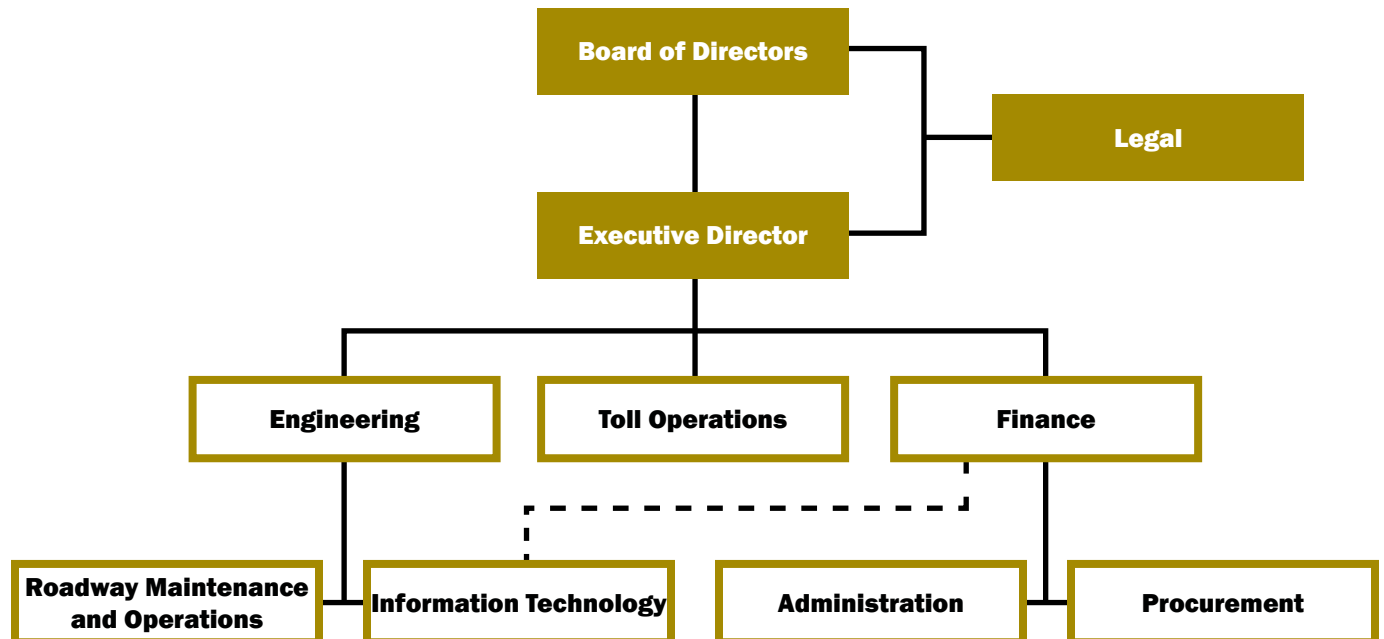 Board of Directors
Legal
Executive Director
Engineering
Toll Operations
Finance
Roadway Maintenance
and Operations
Information Technology
Administration
Procurement